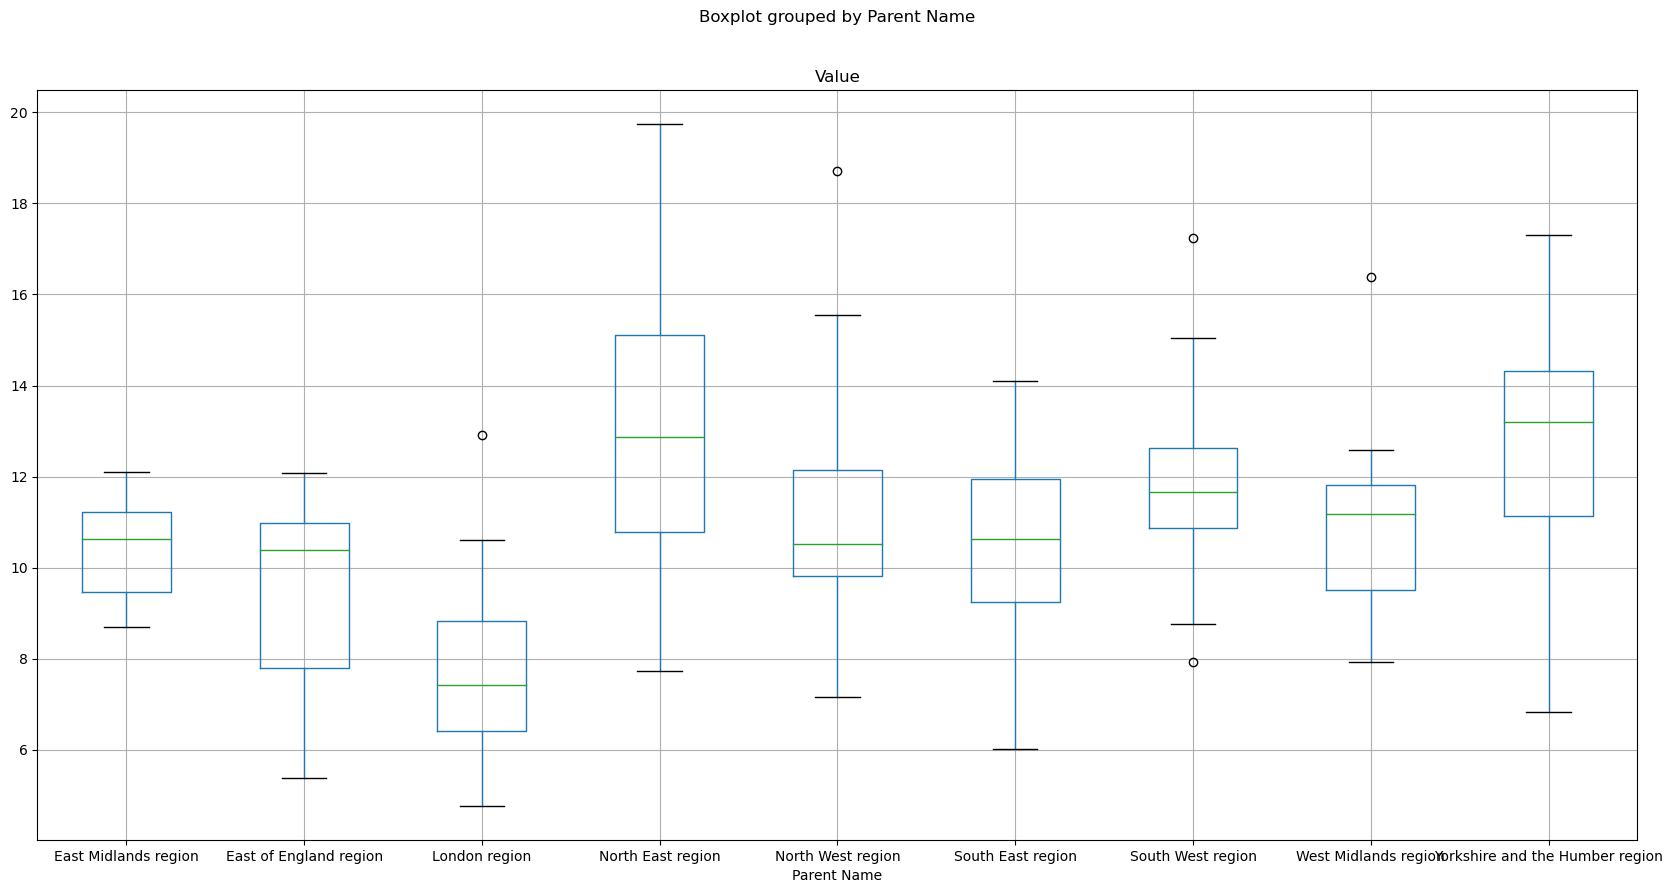 Boxplot grouped by Parent Name
Value
20
18
16
14
12
10
8
6
East Midlands region East of England region London region North East region North West region South East region South West region West Midlands region Yorkshire and the Humber region
Parent Name